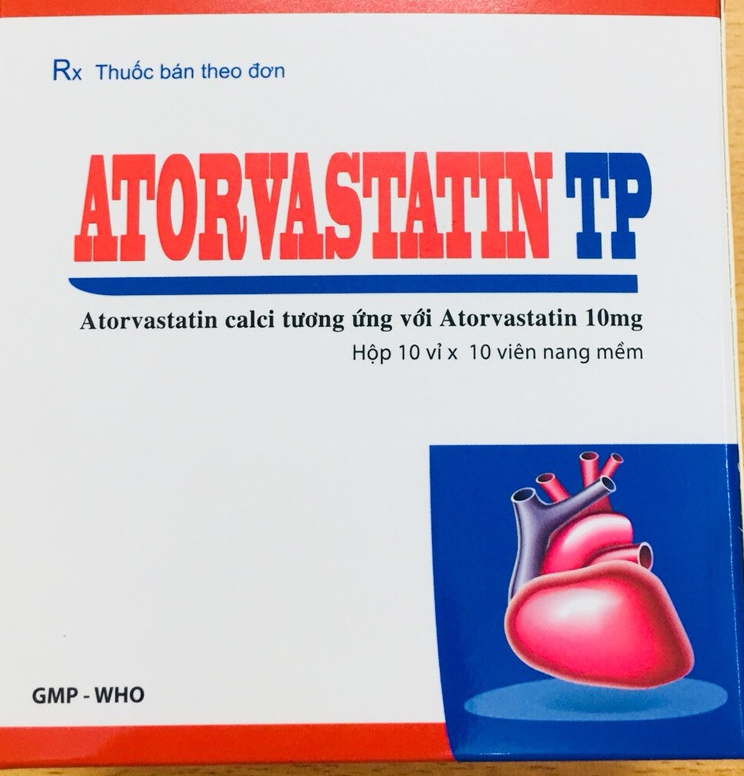 Rx Thuốc bán theo đơn
ATORVASTATIN TP
Atorvastatin calci tương ứng với Atorvastatin 10mg
Hộp 10 vỉ x 10 viên nang mềm
GMP - WHO